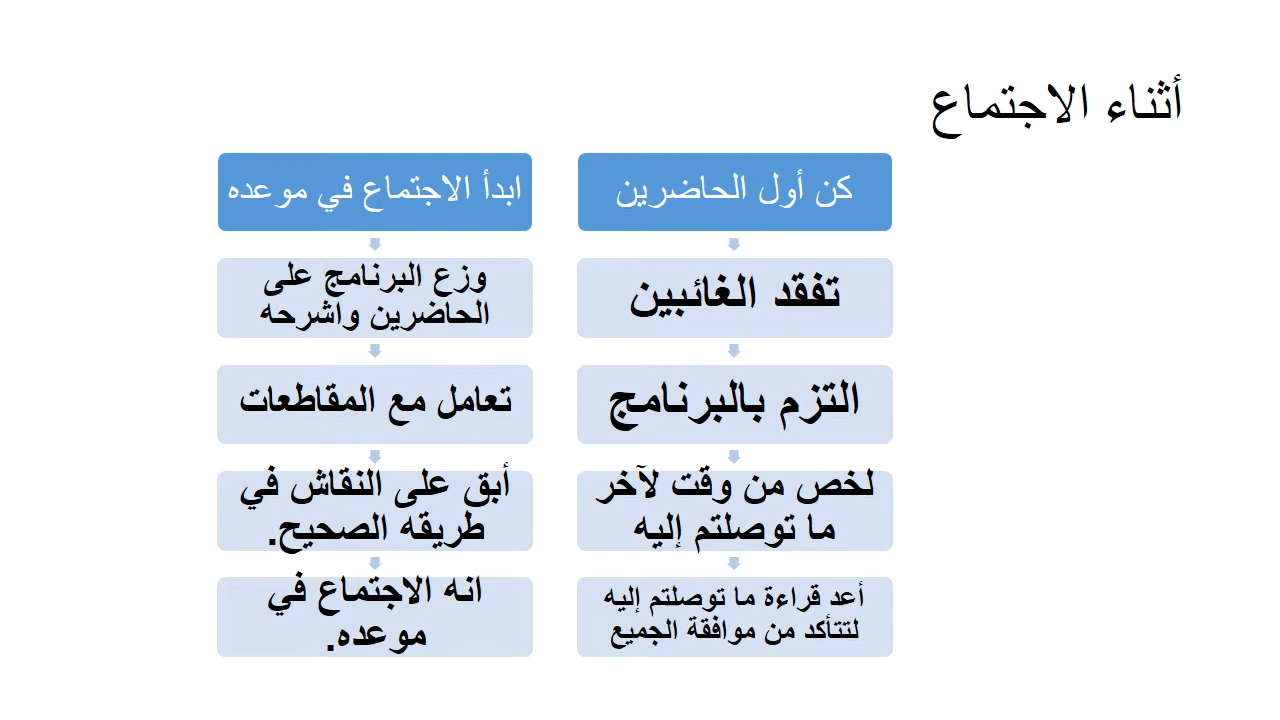 أثناء الاجتماع
كن أول الحاضرين
تفقد الغائبين
التزم بالبرنامج
لخص من وقت لآخر
ما توصلتم إليه
أعد قراءة ما توصلتم إليه
لتتأكد من موافقة الجميع
ابدأ الاجتماع في موعده
وزع البرنامج على
الحاضرين واشرحه
تعامل مع المقاطعات
أبق على النقاش في
طريقه الصحيح.
انه الاجتماع في
موعده.